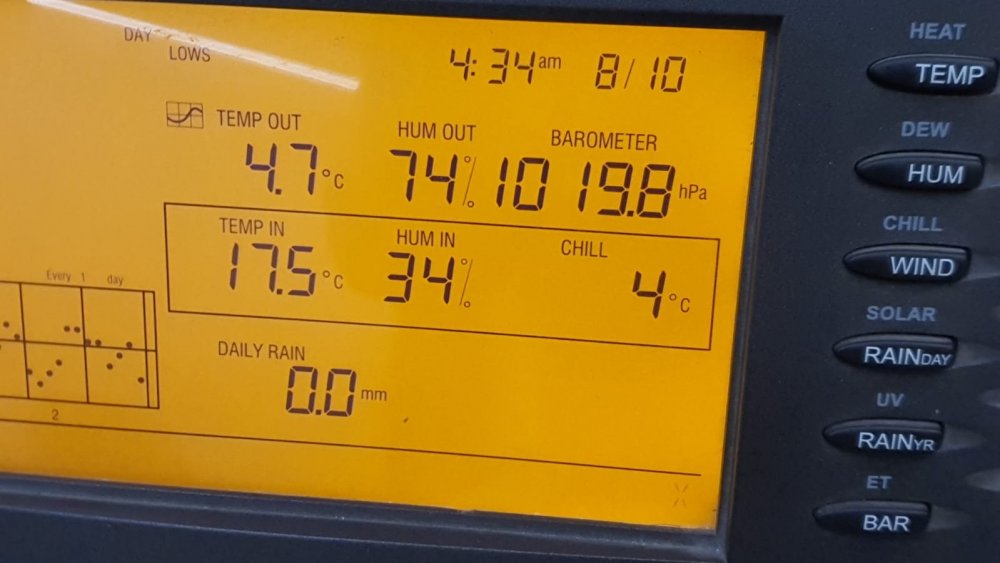 DAY
LOWS
4:34am 8/10
TEMP OUT HUM OUT BAROMETER
4.7°C 74% 1019.8hPa
TEMP IN HUM IN CHILL
17.5°C 34% 4°C
Every 1 day
DAILY RAIN
0.0mm
2
X
HEAT
TEMP
DEW
HUM
CHILL
WIND
SOLAR
RAINDAY
UV
RAINYR
ET
BAR